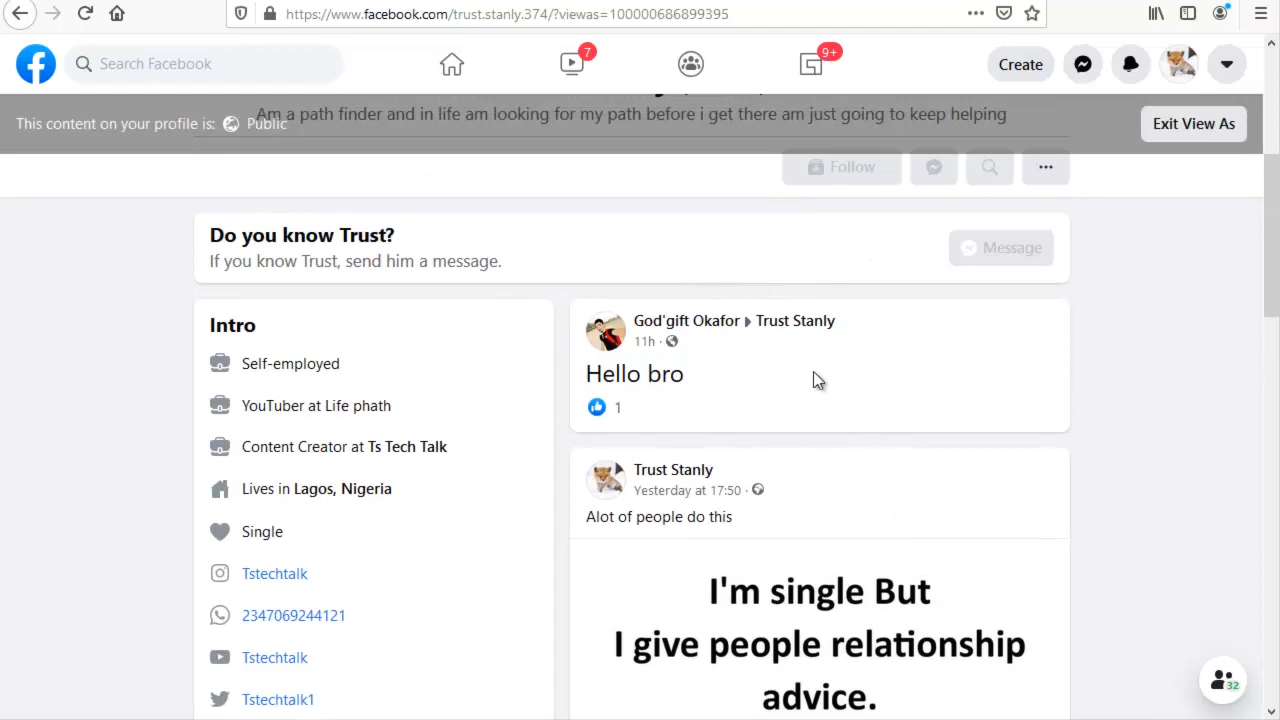 https://www.facebook.com/trust.stanly.374/?viewas=100000686899395
Search Facebook
7
9+
Create
Am a path finder and in life am looking for my path before i get there am just going to keep helping
This content on your profile is: Public
Exit View As
Follow
Do you know Trust?
If you know Trust, send him a message.
Message
Intro
Self-employed
YouTuber at Life phath
Content Creator at Ts Tech Talk
Lives in Lagos, Nigeria
Single
Tstechtalk
2347069244121
Tstechtalk
Tstechtalk1
God'gift Okafor Trust Stanly
11h ·
Hello bro
1
Trust Stanly
Yesterday at 17:50 ·
Alot of people do this
I'm single But
I give people relationship
advice.
32